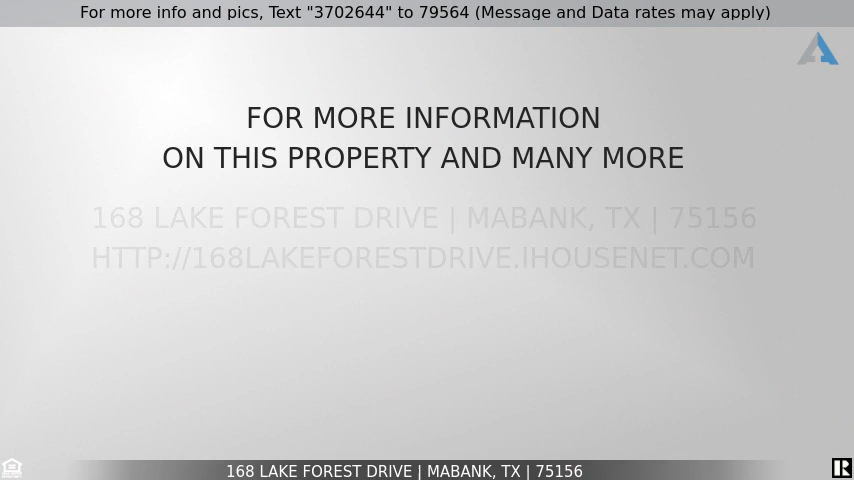 For more info and pics, Text "3702644" to 79564 (Message and Data rates may apply)
FOR MORE INFORMATION
ON THIS PROPERTY AND MANY MORE
168 LAKE FOREST DRIVE | MABANK, TX | 75156
HTTP://168LAKEFORESTDRIVE.IHOUSENET.COM
168 LAKE FOREST DRIVE | MABANK, TX | 75156